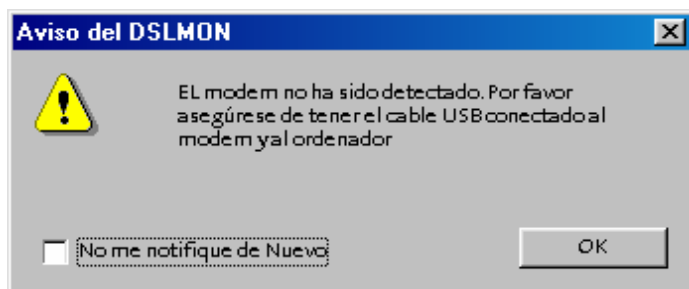 Aviso del DSLMON
EL modem no ha sido detectado. Por favor
asegúrese de tener el cable USB conectado al
modem y al ordenador
No me notifique de Nuevo
OK